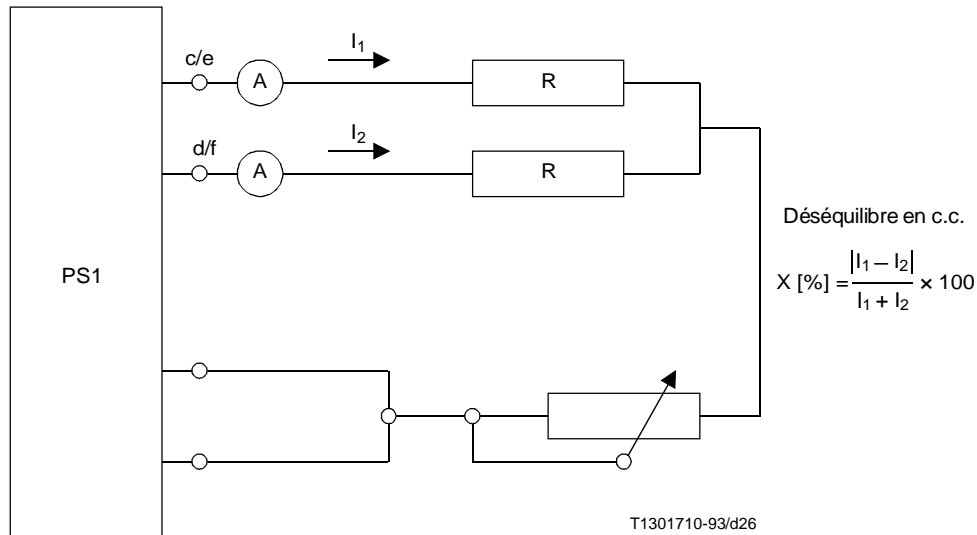 c/e
A
I₁
R
d/f
A
I₂
R
PS1
Déséquilibre en c.c.
X [%] = |I₁ – I₂| / I₁ + I₂ × 100
T1301710-93/d26